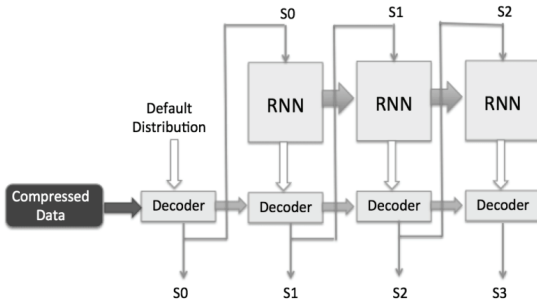 S0
S1
S2
RNN
RNN
RNN
Default
Distribution
Compressed
Data
Decoder
Decoder
Decoder
Decoder
S0
S1
S2
S3